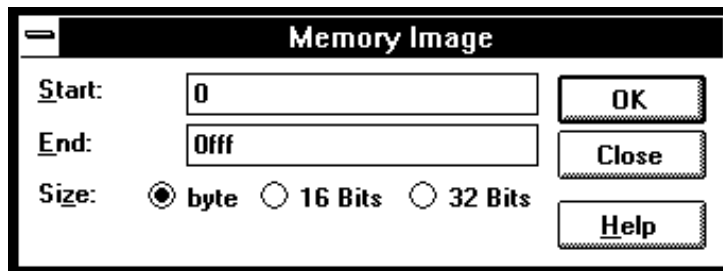 Memory Image
Start: 0 OK
End: 0fff Close
Size: byte 16 Bits 32 Bits
Help